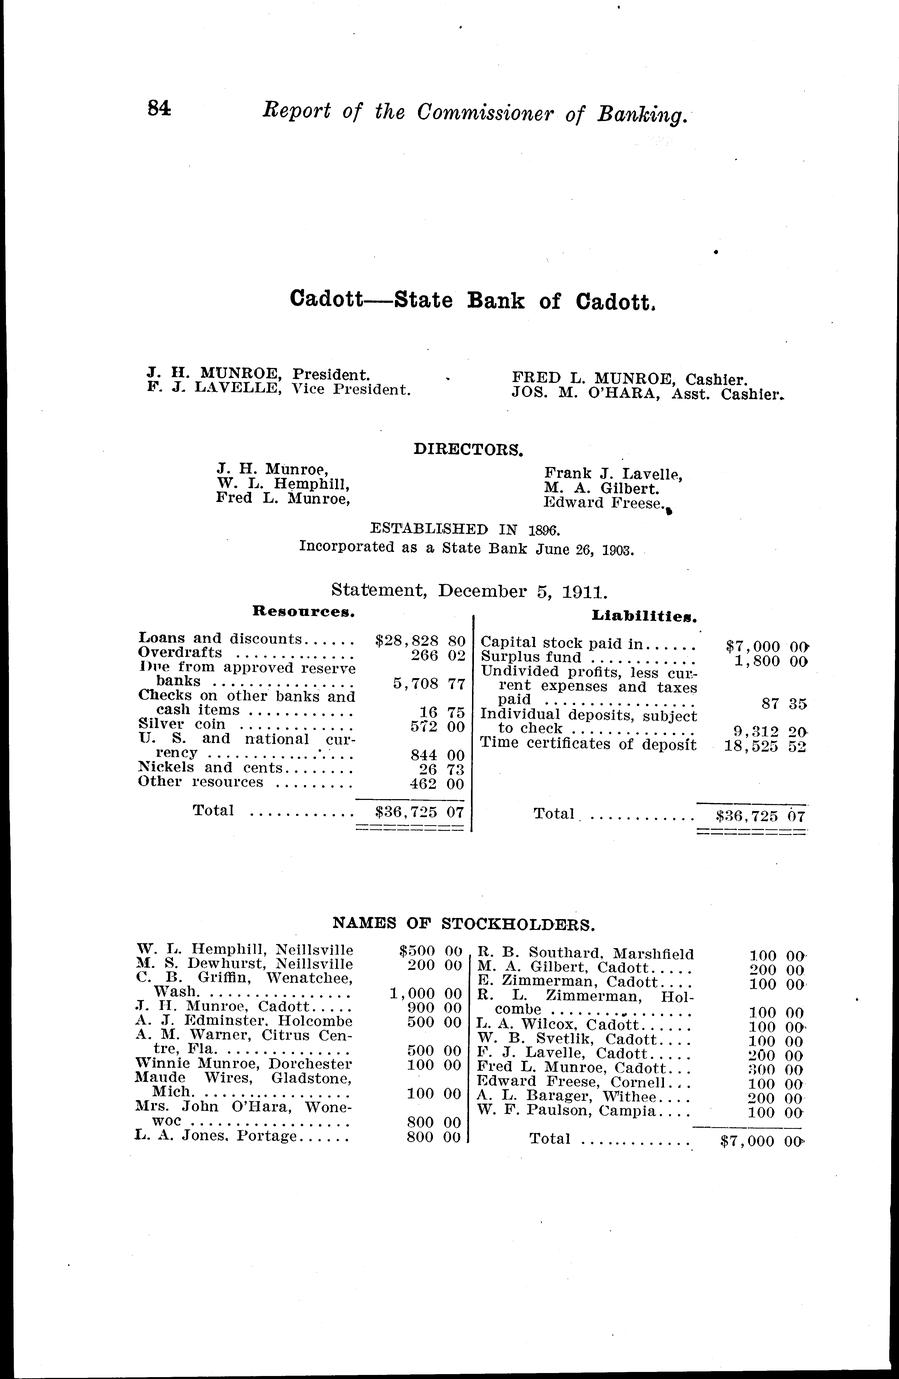 84 Report of the Commissioner of Banking.
Cadott—State Bank of Cadott.
J. H. MUNROE, President.
F. J. LAVELLE, Vice President.
FRED L. MUNROE, Cashier.
JOS. M. O'HARA, Asst. Cashier.
DIRECTORS.
J. H. Munroe,
W. L. Hemphill,
Fred L. Munroe,
Frank J. Lavelle,
M. A. Gilbert.
Edward Freese.
ESTABLISHED IN 1896.
Incorporated as a State Bank June 26, 1903.
Statement, December 5, 1911.
Resources.
Loans and discounts...... $28,828 80
Overdrafts .............. 266 02
Due from approved reserve
banks ................ 5,708 77
Checks on other banks and
cash items ............ 16 75
Silver coin ............. 572 00
U. S. and national cur-
rency ................ 844 00
Nickels and cents........ 26 73
Other resources ......... 462 00
Total ............ $36,725 07
Liabilities.
Capital stock paid in...... $7,000 00
Surplus fund ............ 1,800 00
Undivided profits, less cur-
rent expenses and taxes
paid ................. 87 35
Individual deposits, subject
to check .............. 9,312 20
Time certificates of deposit 18,525 52
Total ............ $36,725 07
NAMES OF STOCKHOLDERS.
W. L. Hemphill, Neillsville $500 00
M. S. Dewhurst, Neillsville 200 00
C. B. Griffin, Wenatchee,
Wash. ................ 1,000 00
J. H. Munroe, Cadott..... 900 00
A. J. Edminster. Holcombe 500 00
A. M. Warner, Citrus Cen-
tre, Fla. .............. 500 00
Winnie Munroe, Dorchester 100 00
Maude Wires, Gladstone,
Mich. ................. 100 00
Mrs. John O'Hara, Wone-
woc .................. 800 00
L. A. Jones. Portage...... 800 00
R. B. Southard, Marshfield 100 00
M. A. Gilbert, Cadott..... 200 00
E. Zimmerman, Cadott.... 100 00
R. L. Zimmerman, Hol-
combe ................ 100 00
L. A. Wilcox, Cadott...... 100 00
W. B. Svetlik, Cadott.... 100 00
F. J. Lavelle, Cadott..... 200 00
Fred L. Munroe, Cadott... 300 00
Edward Freese, Cornell... 100 00
A. L. Barager, Withee.... 200 00
W. F. Paulson, Campia.... 100 00
Total ............. $7,000 00